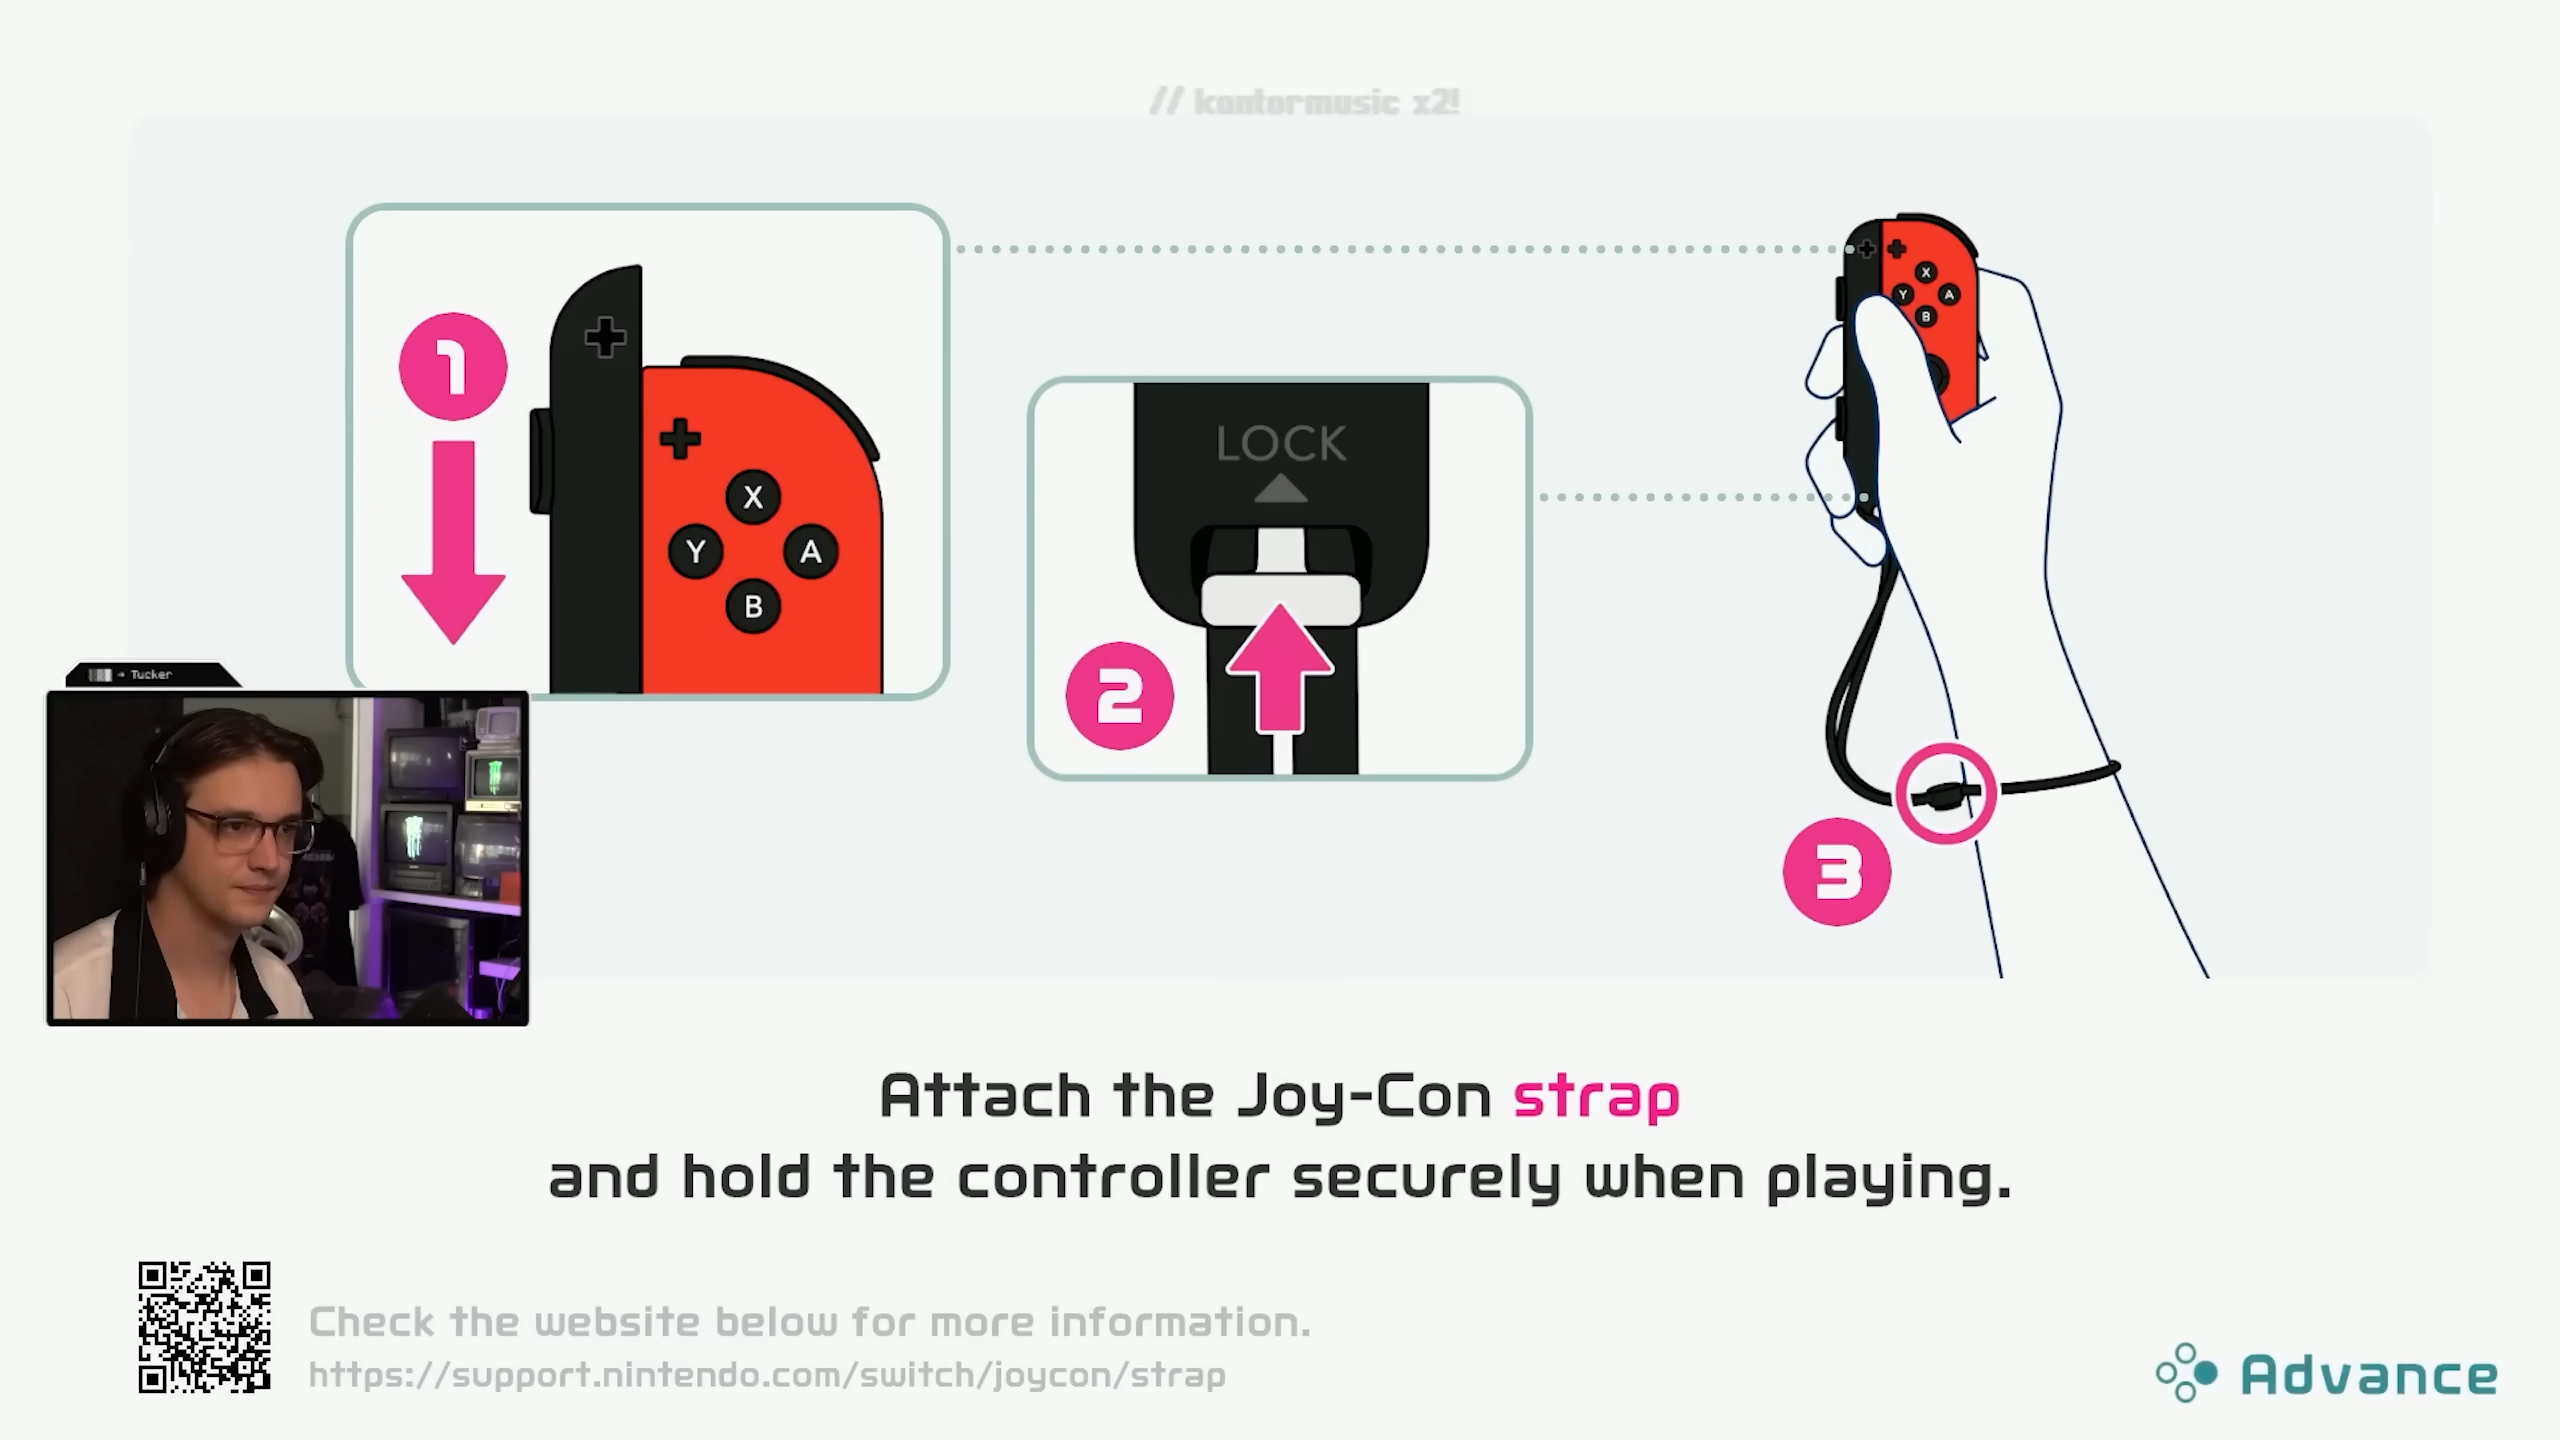 // kantormusic x2!
1
X
Y
A
B
LOCK
2
X
Y
A
B
3
Tucker
Attach the Joy-Con strap
and hold the controller securely when playing.
Check the website below for more information.
https://support.nintendo.com/switch/joycon/strap
Advance